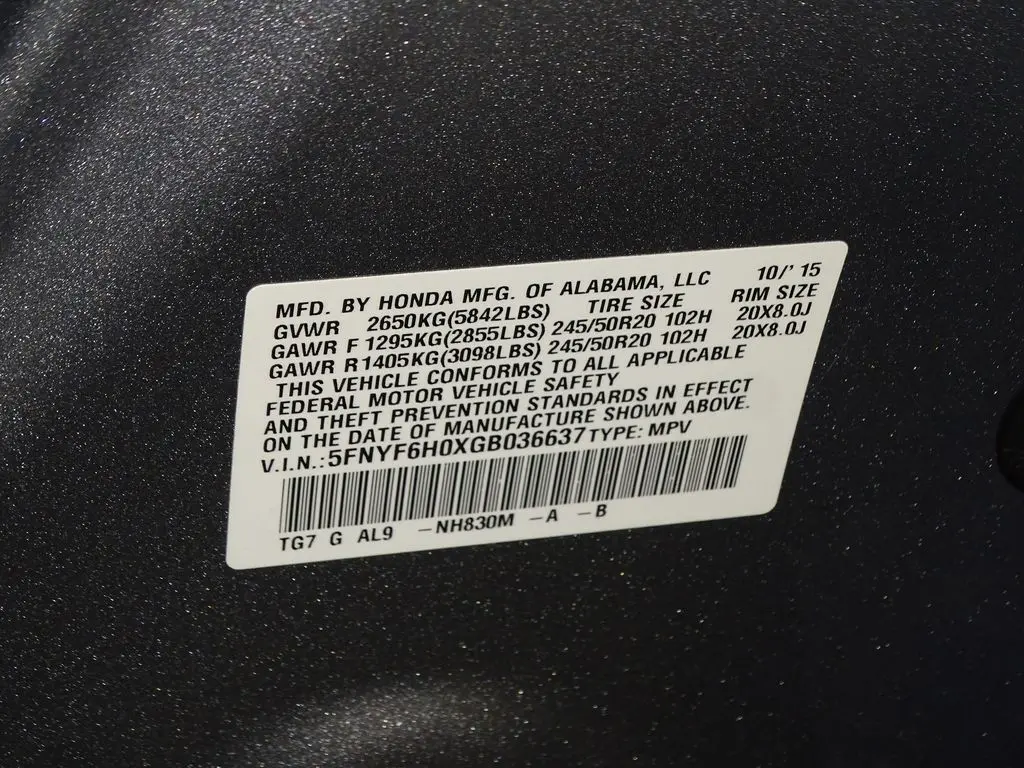 MFD. BY HONDA MFG. OF ALABAMA, LLC 10/' 15
GVWR 2650KG(5842LBS) TIRE SIZE RIM SIZE
GAWR F 1295KG(2855LBS) 245/50R20 102H 20X8.0J
GAWR R1405KG(3098LBS) 245/50R20 102H 20X8.0J
THIS VEHICLE CONFORMS TO ALL APPLICABLE
FEDERAL MOTOR VEHICLE SAFETY
AND THEFT PREVENTION STANDARDS IN EFFECT
ON THE DATE OF MANUFACTURE SHOWN ABOVE.
V.I.N.: 5FNYF6H0XGB036637 TYPE: MPV
TG7 G AL9 -NH830M -A -B